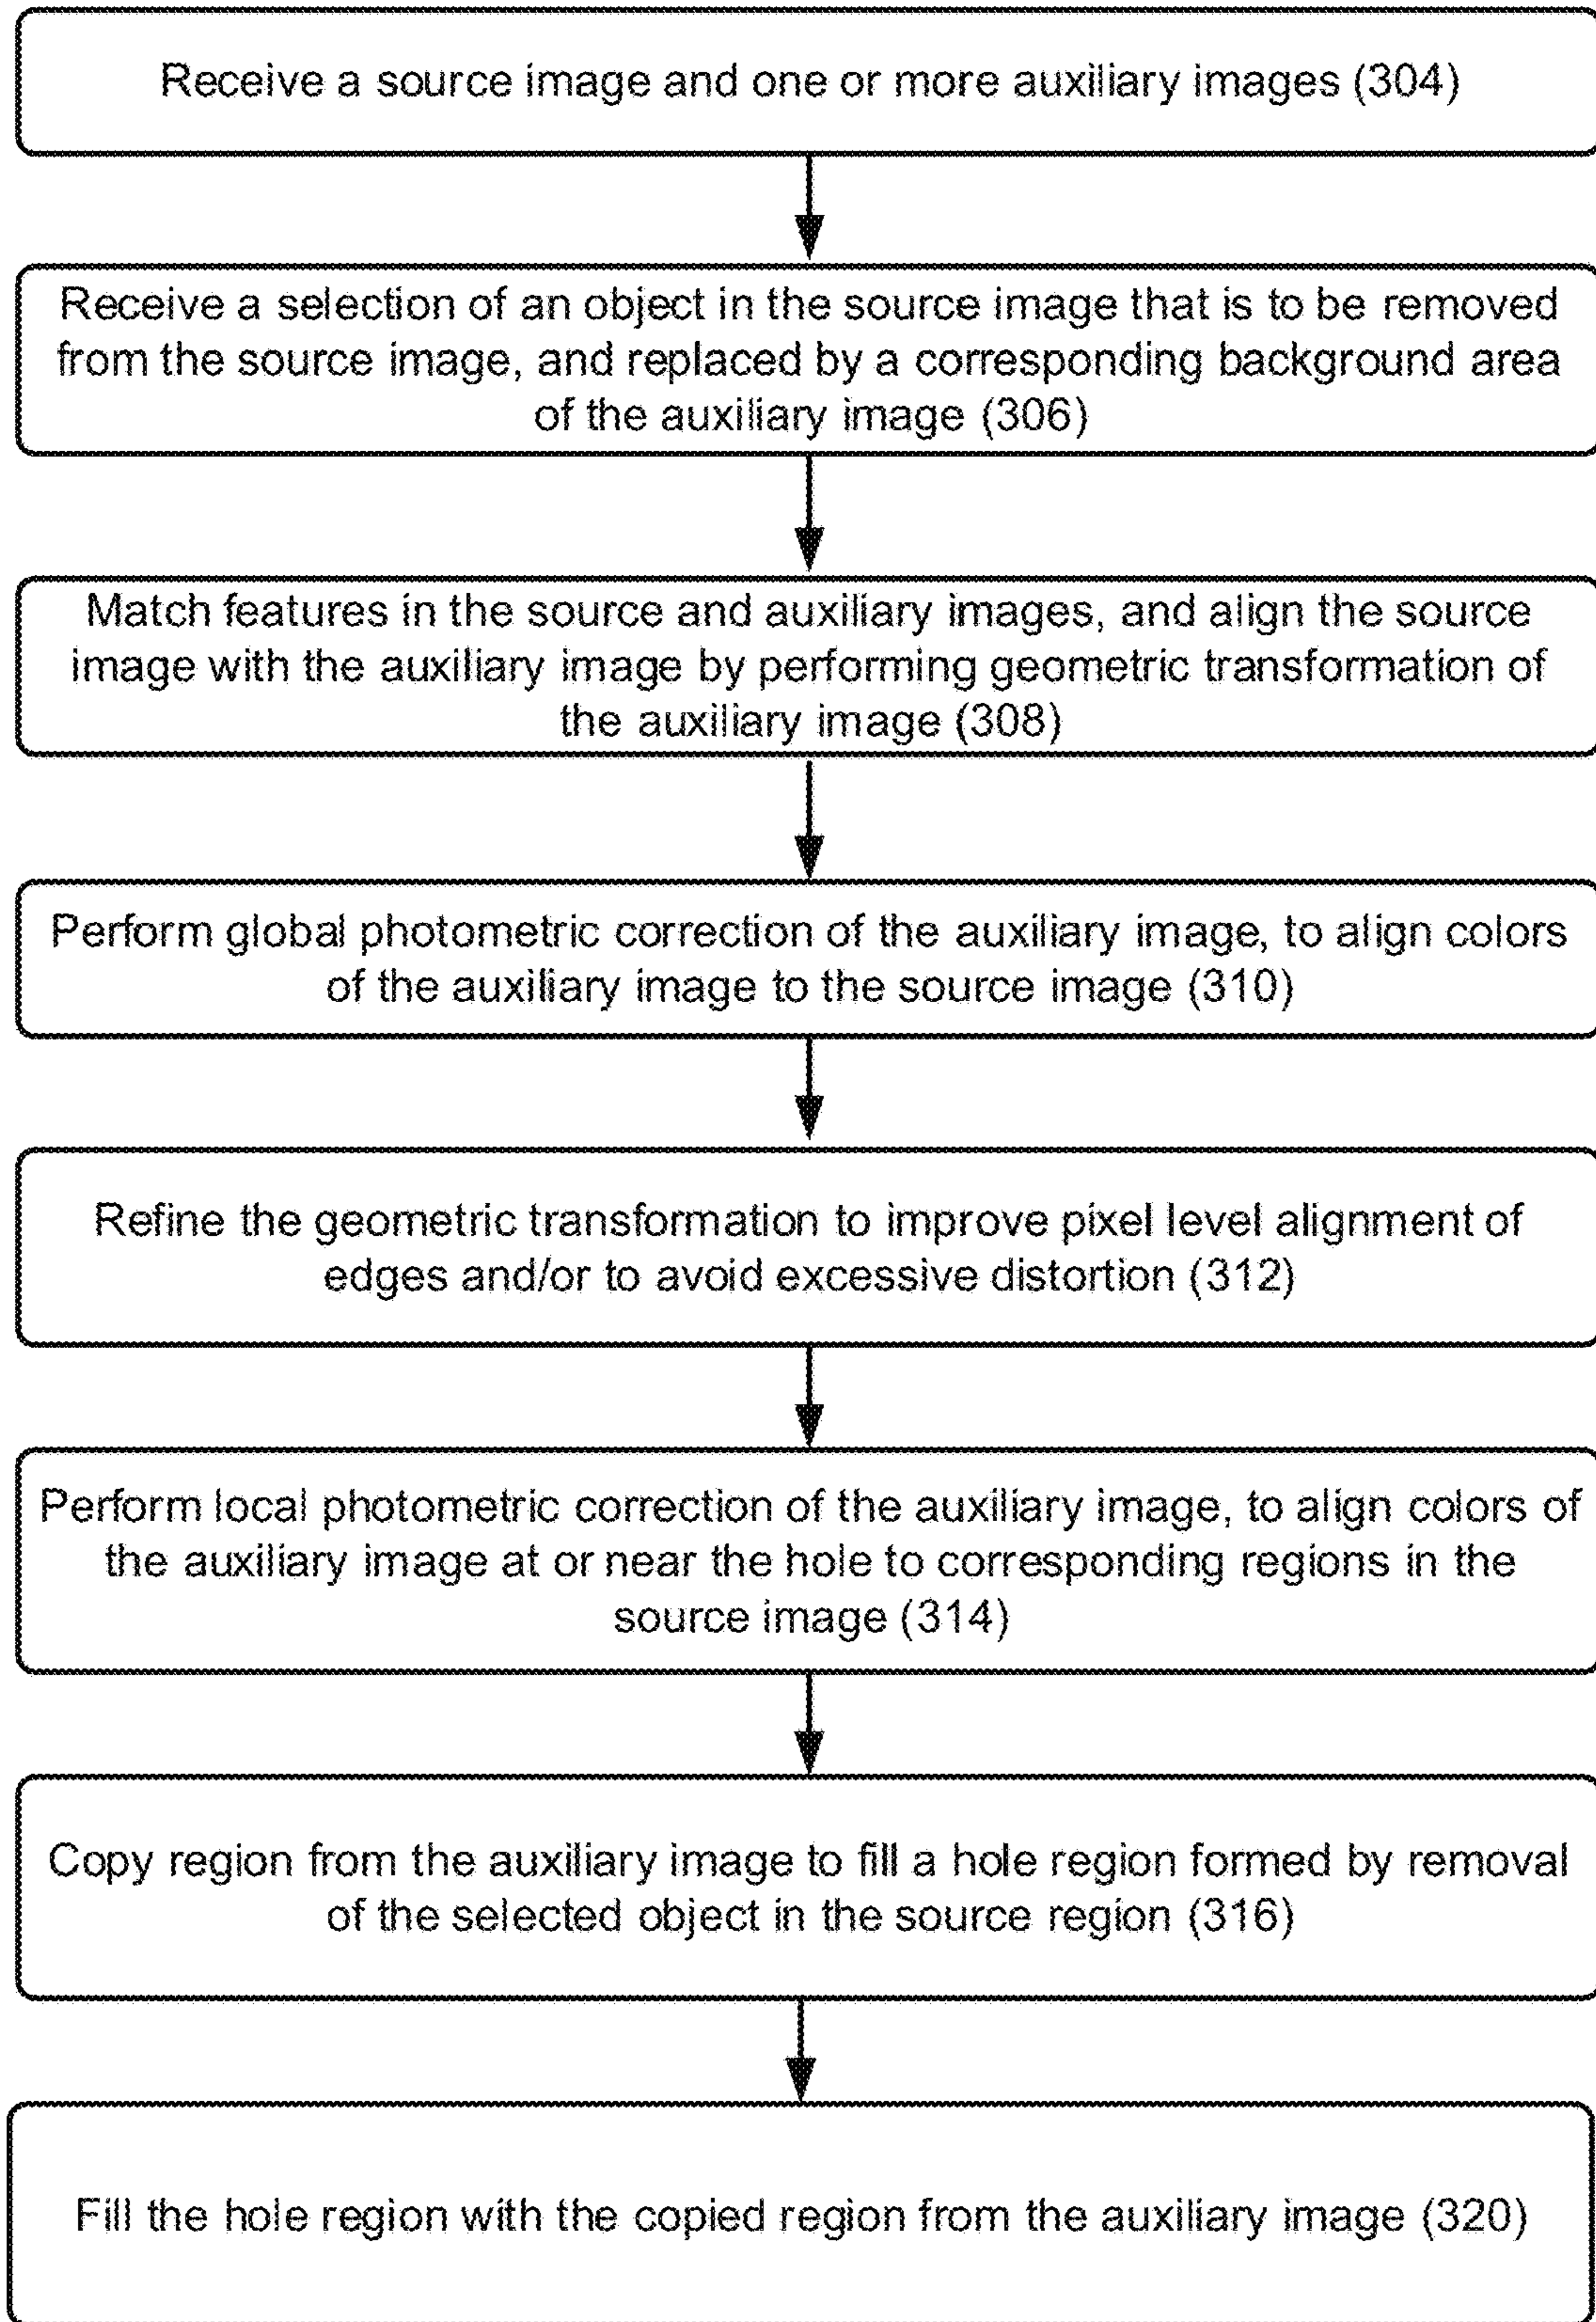 Receive a source image and one or more auxiliary images (304)
Receive a selection of an object in the source image that is to be removed
from the source image, and replaced by a corresponding background area
of the auxiliary image (306)
Match features in the source and auxiliary images, and align the source
image with the auxiliary image by performing geometric transformation of
the auxiliary image (308)
Perform global photometric correction of the auxiliary image, to align colors
of the auxiliary image to the source image (310)
Refine the geometric transformation to improve pixel level alignment of
edges and/or to avoid excessive distortion (312)
Perform local photometric correction of the auxiliary image, to align colors of
the auxiliary image at or near the hole to corresponding regions in the
source image (314)
Copy region from the auxiliary image to fill a hole region formed by removal
of the selected object in the source region (316)
Fill the hole region with the copied region from the auxiliary image (320)